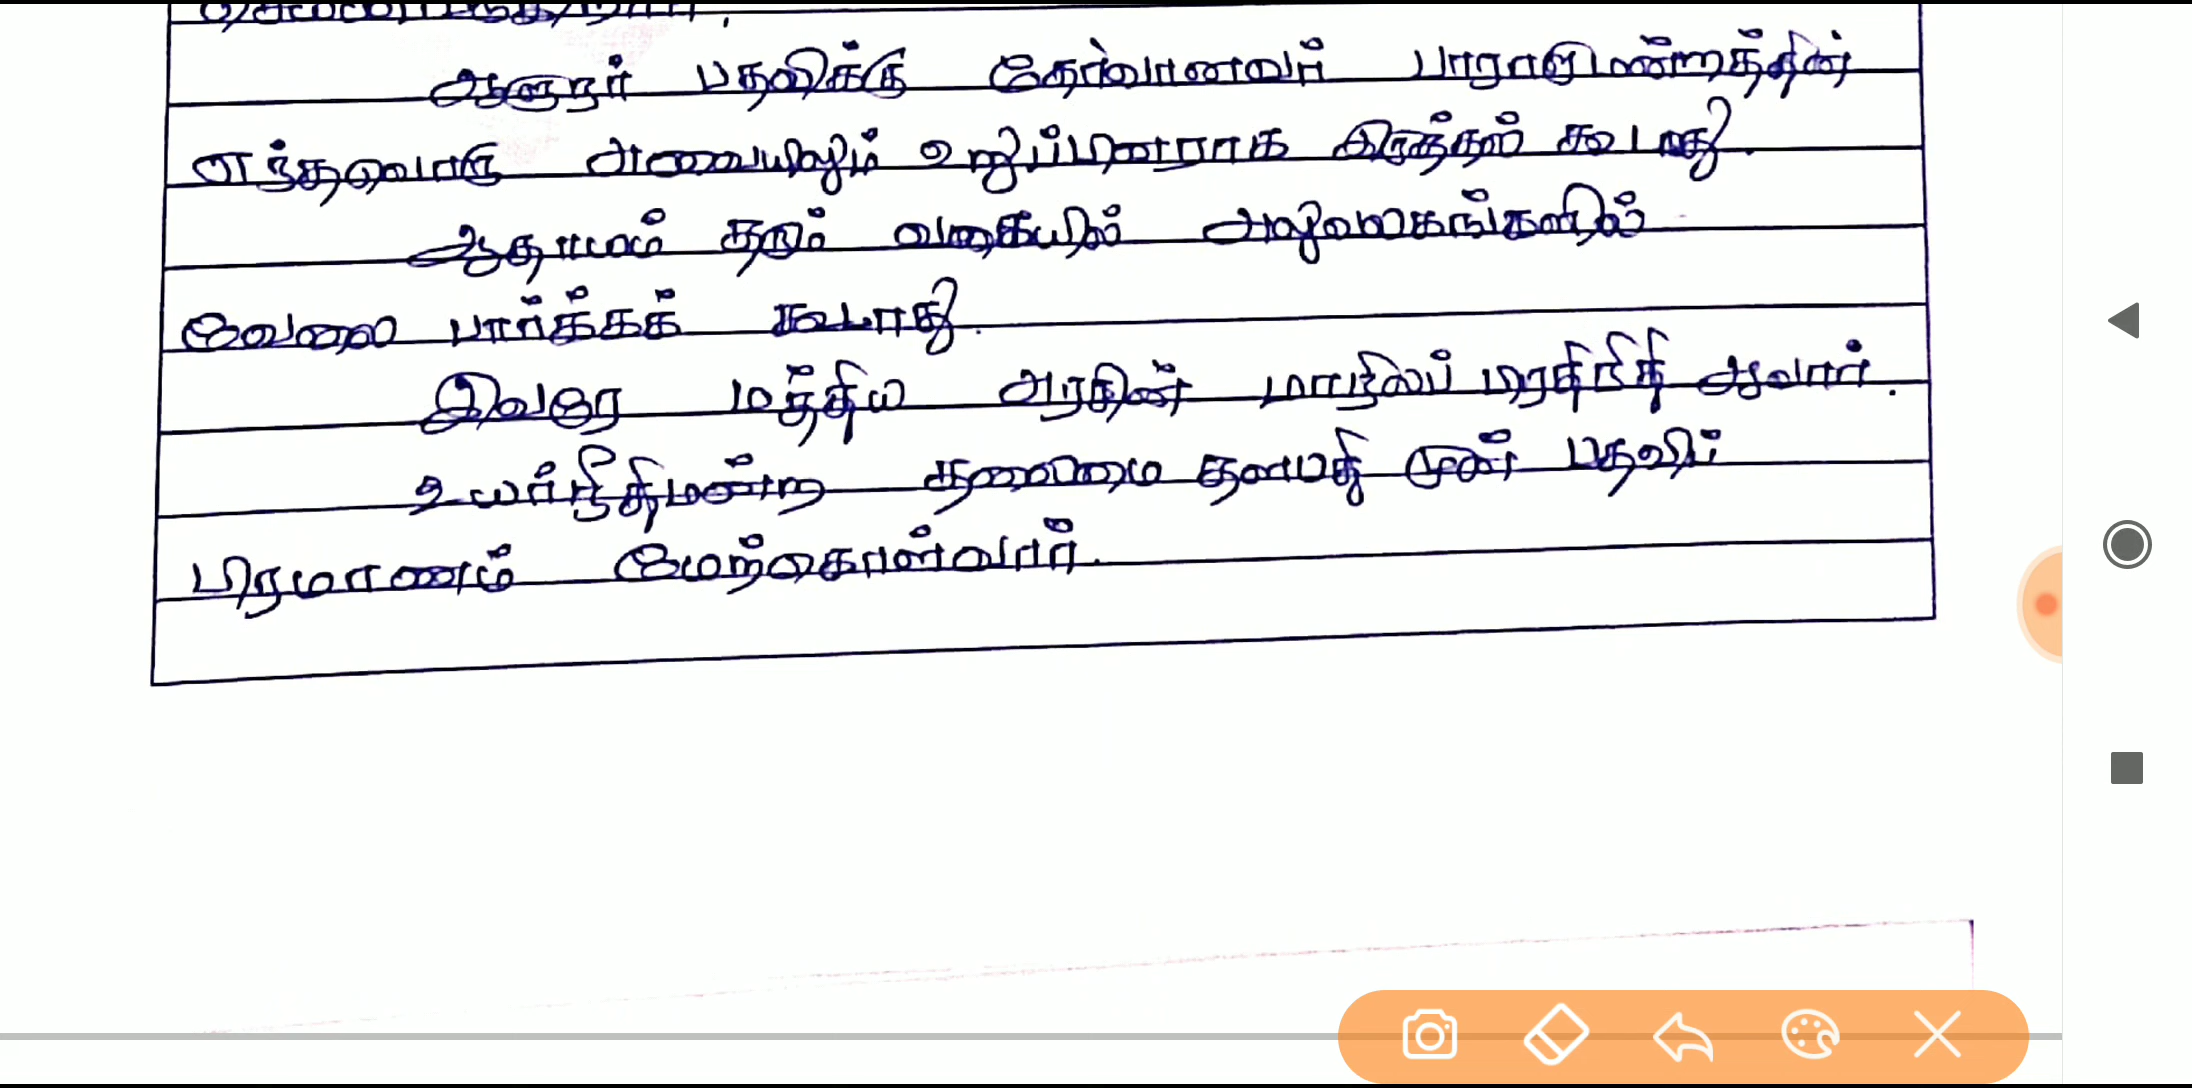 ஆளுநர் பதவிக்கு தேர்வானவர் பாராளுமன்றத்தின்
எந்தவொரு அவையிலும் உறுப்பினராக இருத்தல் கூடாது.
ஆதாயம் தரும் வகையில் அலுவலகங்களில்
வேலை பார்க்கக் கூடாது.
இவரே மத்திய அரசின் மாநிலப் பிரதிநிதி ஆவார்.
உயர்நீதிமன்ற தலைமை தளபதி முன் பதவிப்
பிரமாணம் மேற்கொள்வார்.